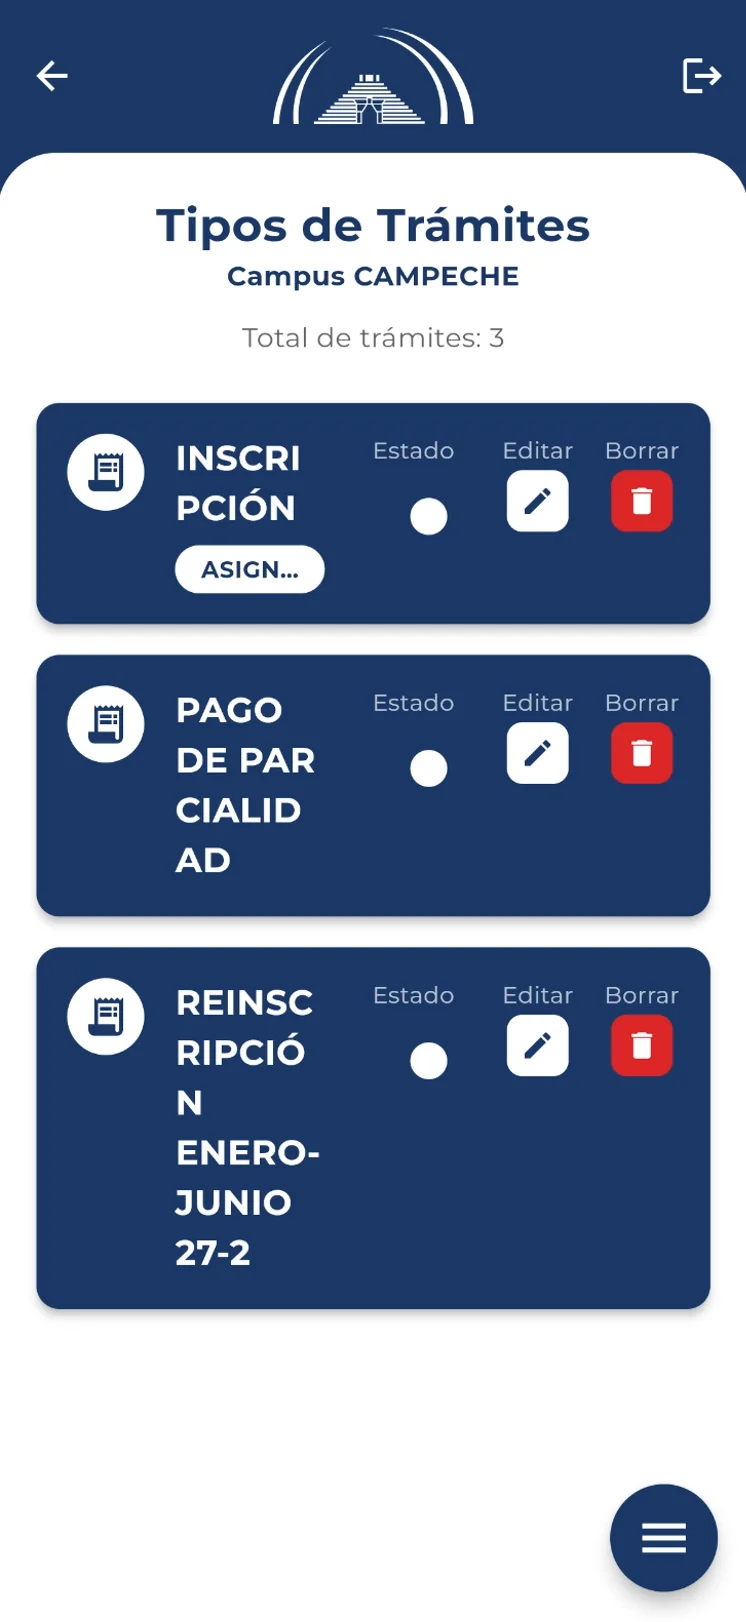 Tipos de Trámites
Campus CAMPECHE
Total de trámites: 3
INSCRI
PCIÓN
ASIGN...
Estado
Editar
Borrar
PAGO
DE PAR
CIALID
AD
Estado
Editar
Borrar
REINSC
RIPCIÓ
N
ENERO-
JUNIO
27-2
Estado
Editar
Borrar